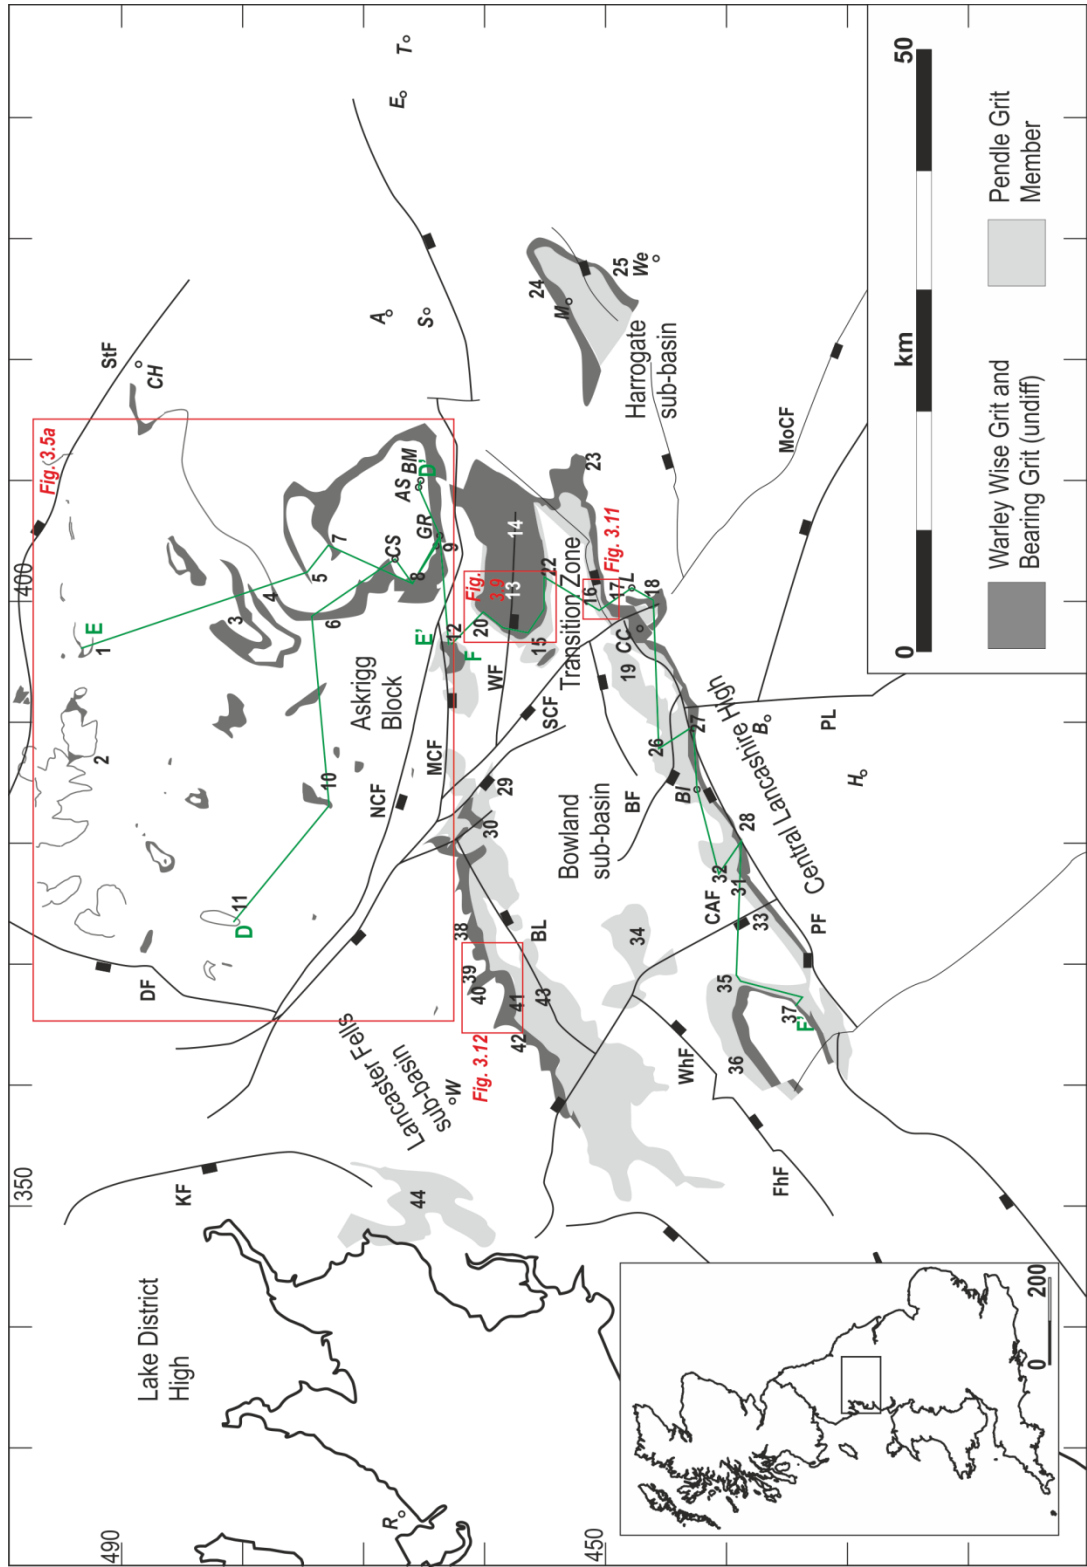 490
450
350
400
Lake District
High
R
KF
44
W
Lancaster Fells
sub-basin
Fig. 3.12
42
41
40
39
38
43
BL
30
29
DF
D
11
10
2
1
E
3
4
5
6
7
8
9
CS
GR
AS
BM
D'
E'
F
12
Askrigg
Block
NCF
MCF
WF
SCF
Fig. 3.5a
StF
CH
A
S
E
T
20
Fig.
3.9
13
14
15
22
Transition Zone
16
17
Fig. 3.11
L
18
CC
19
23
24
M
25
We
Harrogate
sub-basin
MoCF
Bowland
sub-basin
BF
26
27
Bl
28
Central Lancashire High
B
PL
H
32
31
CAF
33
PF
34
35
36
37
F'
WhF
FhF
0
200
0
km
50
Warley Wise Grit and
Bearing Grit (undiff)
Pendle Grit
Member